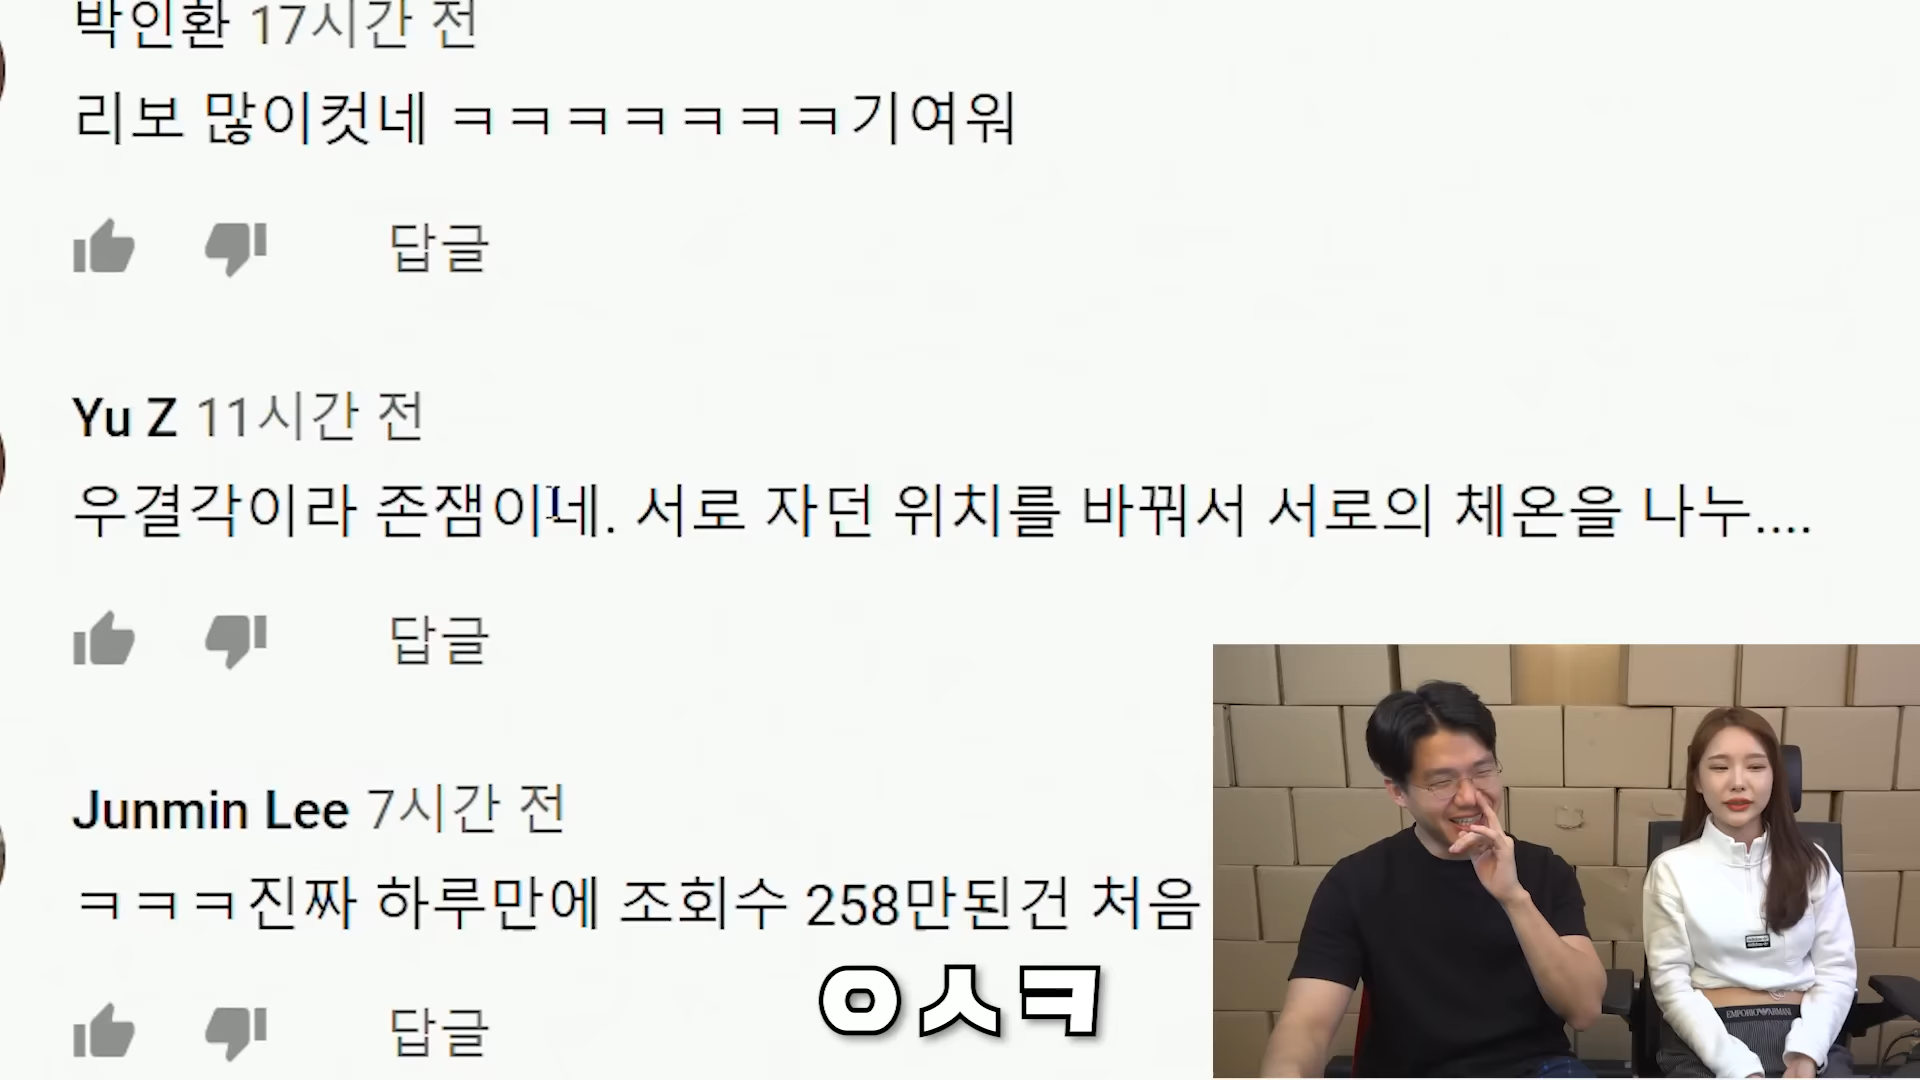 박인환 17시간 전
리보 많이컷네 ㅋㅋㅋㅋㅋㅋㅋ기여워
답글
Yu Z 11시간 전
우결각이라 존잼이네. 서로 자던 위치를 바꿔서 서로의 체온을 나누....
답글
Junmin Lee 7시간 전
ㅋㅋㅋ진짜 하루만에 조회수 258만된건 처음
ㅇㅅㅋ
답글
EMPORIO ARMANI